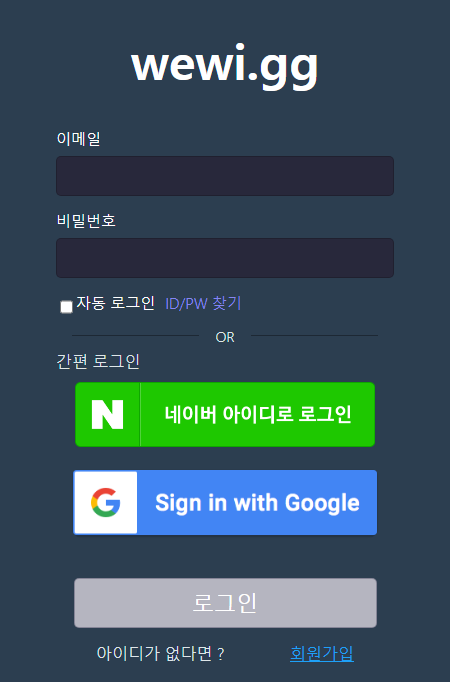 wewi.gg
이메일
비밀번호
자동 로그인 ID/PW 찾기
OR
간편 로그인
N 네이버 아이디로 로그인
G Sign in with Google
로그인
아이디가 없다면 ? 회원가입